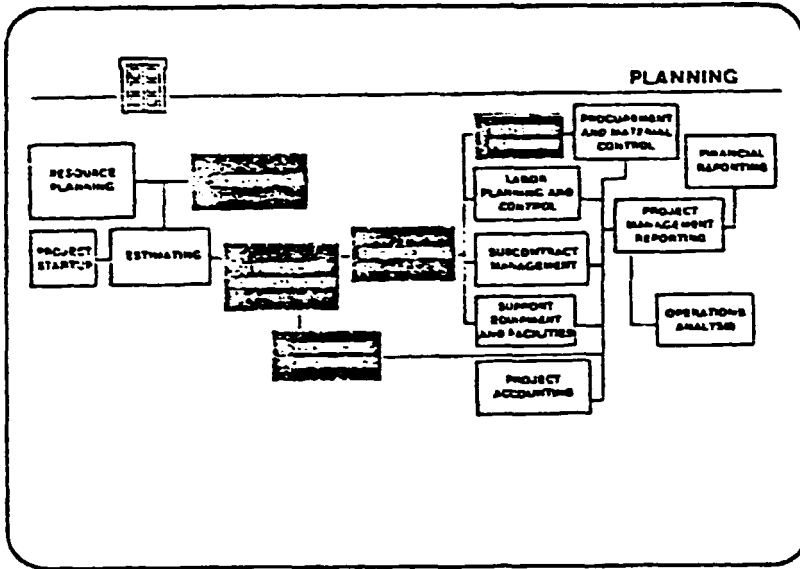 PLANNING
PROCUREMENT
AND MATERIAL
CONTROL
RESOURCE
PLANNING
LABOR
PLANNING AND
CONTROL
FINANCIAL
REPORTING
PROJECT
MANAGEMENT
REPORTING
PROJECT
STARTUP
ESTIMATING
SUBCONTRACT
MANAGEMENT
SUPPORT
EQUIPMENT
AND FACILITIES
OPERATIONS
ANALYSIS
PROJECT
ACCOUNTING